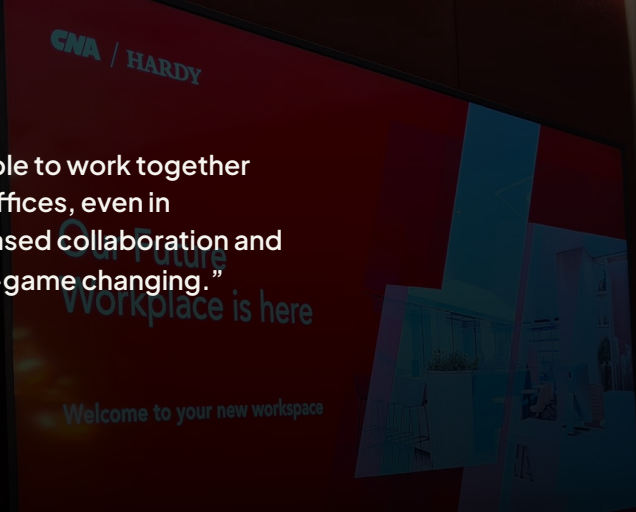 CNA / HARDY
ble to work together
ffices, even in
ased collaboration and
-game changing.”
Our Future
Workplace is here
Welcome to your new workspace